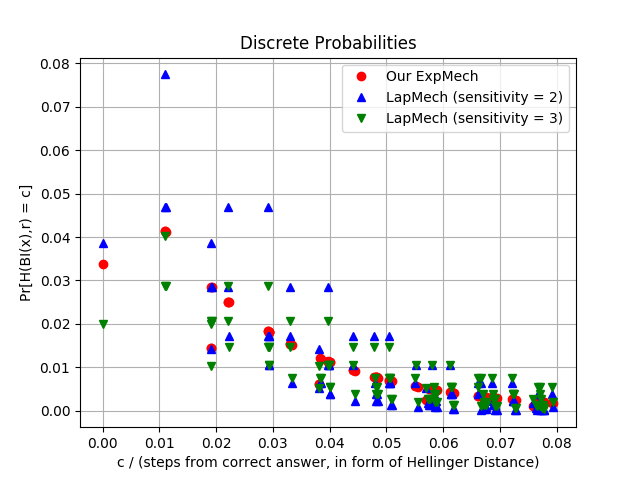 Discrete Probabilities
Our ExpMech
LapMech (sensitivity = 2)
LapMech (sensitivity = 3)
Pr[H(BI(x),r) = c]
0.08
0.07
0.06
0.05
0.04
0.03
0.02
0.01
0.00
0.00 0.01 0.02 0.03 0.04 0.05 0.06 0.07 0.08
c / (steps from correct answer, in form of Hellinger Distance)